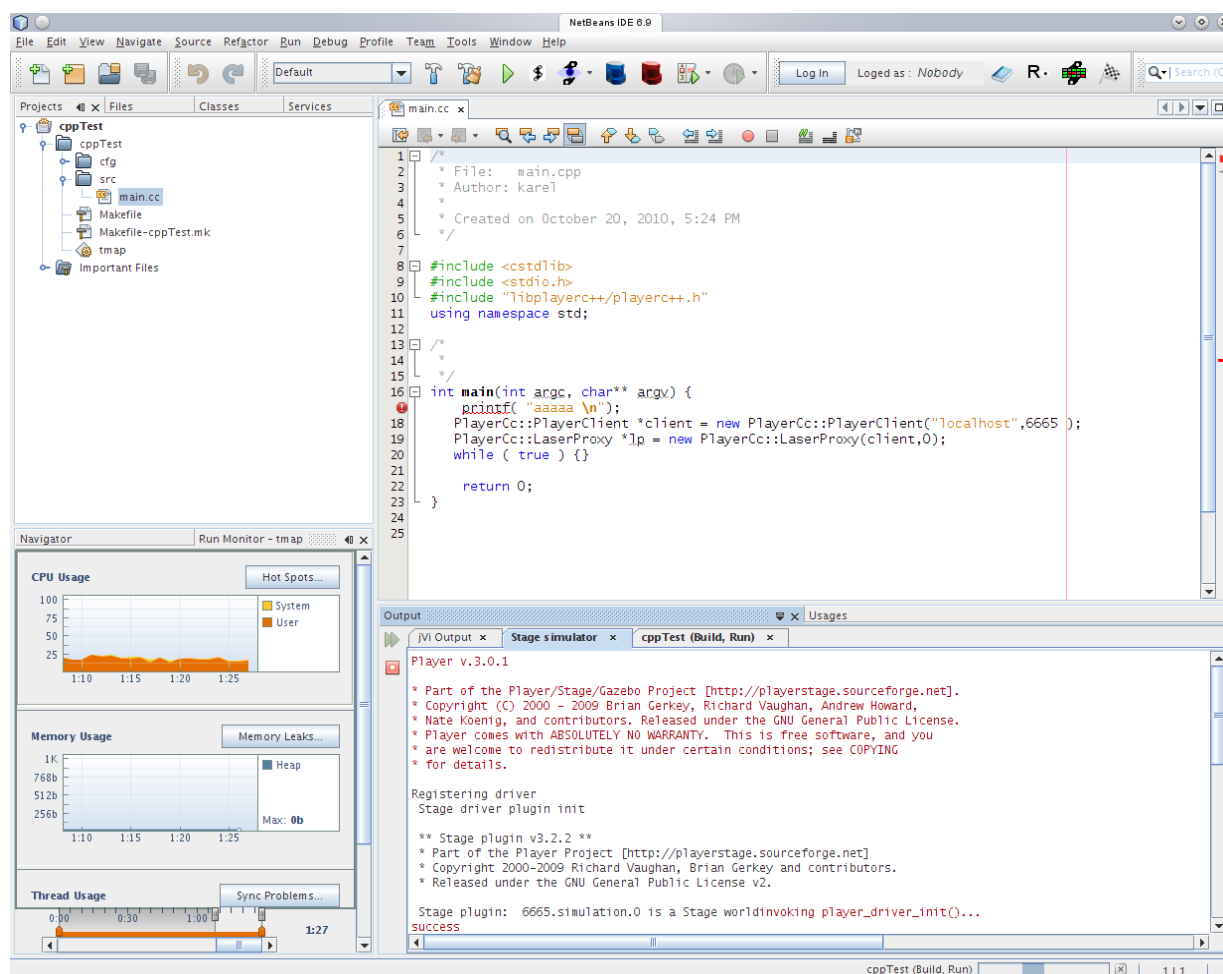 NetBeans IDE 6.9
File Edit View Navigate Source Refactor Run Debug Profile Team Tools Window Help
Default
Log In
Loged as : Nobody
R
Search (C
Projects
Files
Classes
Services
cppTest
cppTest
cfg
src
main.cc
Makefile
Makefile-cppTest.mk
tmap
Important Files
main.cc
1 /*
2 * File: main.cpp
3 * Author: karel
4 *
5 * Created on October 20, 2010, 5:24 PM
6 */
7
8 #include <cstdlib>
9 #include <stdio.h>
10 #include "libplayerc++/playerc++.h"
11 using namespace std;
12
13 /*
14 *
15 */
16 int main(int argc, char** argv) {
printf( "aaaaa \n");
18 PlayerCc::PlayerClient *client = new PlayerCc::PlayerClient("localhost",6665 );
19 PlayerCc::LaserProxy *lp = new PlayerCc::LaserProxy(client,0);
20 while ( true ) {}
21
22 return 0;
23 }
24
25
Navigator
Run Monitor - tmap
CPU Usage
Hot Spots...
100
75
50
25
System
User
1:10 1:15 1:20 1:25
Memory Usage
Memory Leaks...
1K
768b
512b
256b
Heap
Max: 0b
1:10 1:15 1:20 1:25
Thread Usage
Sync Problems...
0:00 0:30 1:00
1:27
Output
Usages
jVi Output
Stage simulator
cppTest (Build, Run)
Player v.3.0.1
* Part of the Player/Stage/Gazebo Project [http://playerstage.sourceforge.net].
* Copyright (C) 2000 - 2009 Brian Gerkey, Richard Vaughan, Andrew Howard,
* Nate Koenig, and contributors. Released under the GNU General Public License.
* Player comes with ABSOLUTELY NO WARRANTY. This is free software, and you
* are welcome to redistribute it under certain conditions; see COPYING
* for details.
Registering driver
Stage driver plugin init
** Stage plugin v3.2.2 **
* Part of the Player Project [http://playerstage.sourceforge.net]
* Copyright 2000-2009 Richard Vaughan, Brian Gerkey and contributors.
* Released under the GNU General Public License v2.
Stage plugin: 6665.simulation.0 is a Stage worldinvoking player_driver_init()...
success
cppTest (Build, Run)
1 | 1